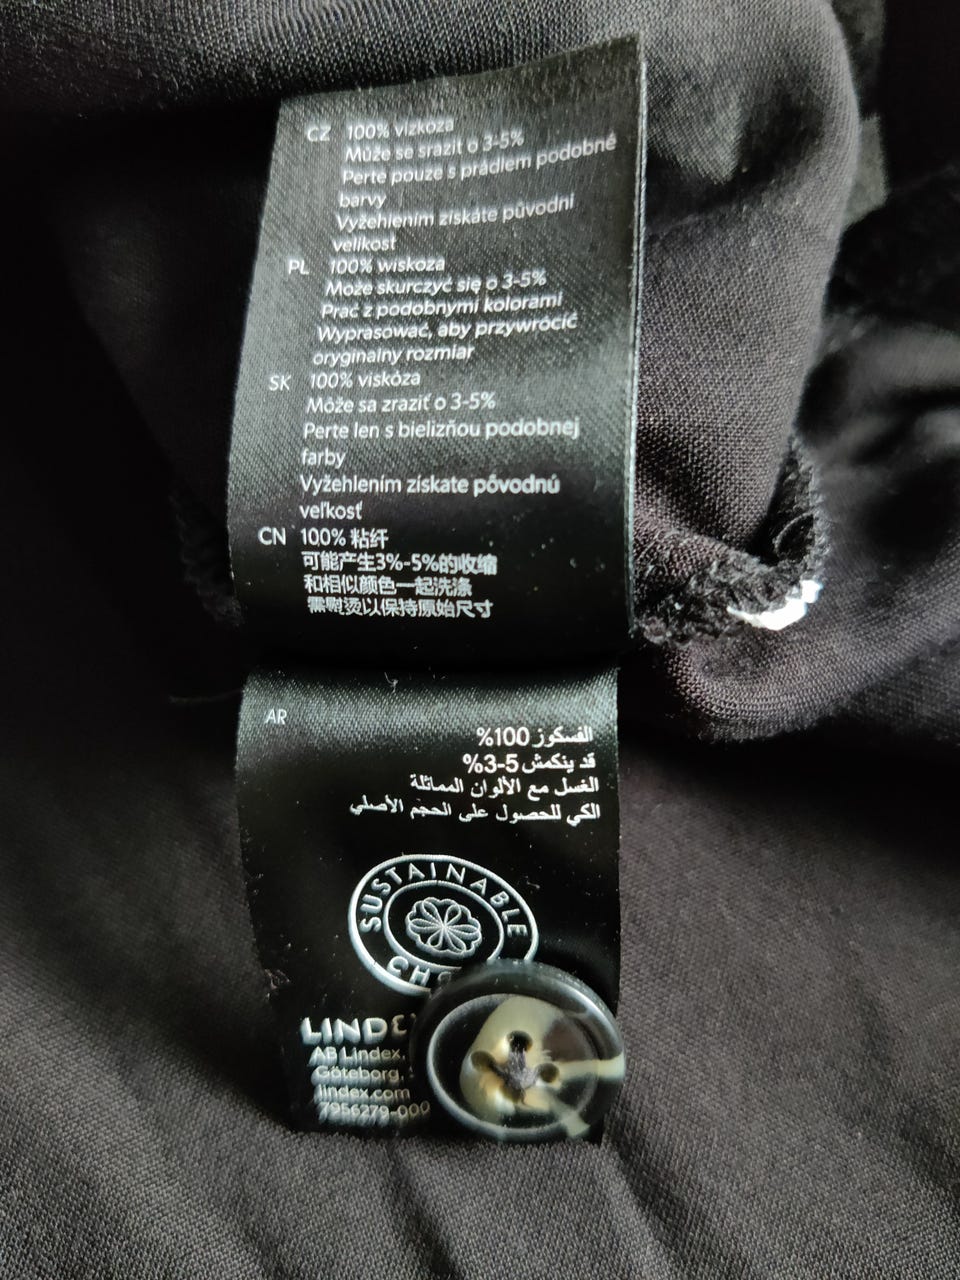 CZ 100% vizkóza
Může se srazit o 3-5%
Perte pouze s prádlem podobné
barvy
Vyžehlením získáte původní
velikost
PL 100% wiskoza
Może skurczyć się o 3-5%
Prać z podobnymi kolorami
Wyprasować, aby przywrócić
oryginalny rozmiar
SK 100% viskóza
Môže sa zraziť o 3-5%
Perte len s bielizňou podobnej
farby
Vyžehlením získate pôvodnú
veľkosť
CN 100% 粘纤
可能产生3%-5%的收缩
和相似颜色一起洗涤
需熨烫以保持原始尺寸
AR
الفسكوز 100%
قد ينكمش 5-3%
الغسل مع الألوان المماثلة
الكي للحصول على الحجم الأصلي
SUSTAINABLE
LINDEX
AB Lindex,
Göteborg,
lindex.com
7956279-000